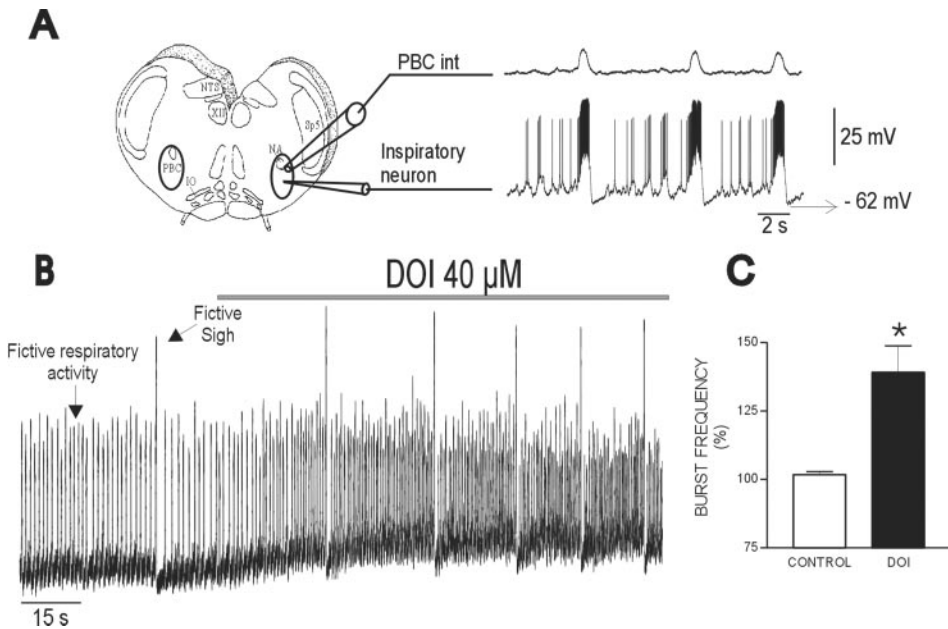 A
PBC int
NTS
XII
Sp5
NA
PBC
IO
Inspiratory
neuron
25 mV
- 62 mV
2 s
B
DOI 40 µM
Fictive
Sigh
Fictive respiratory
activity
15 s
C
*
BURST FREQUENCY
(%)
150
125
100
75
CONTROL
DOI